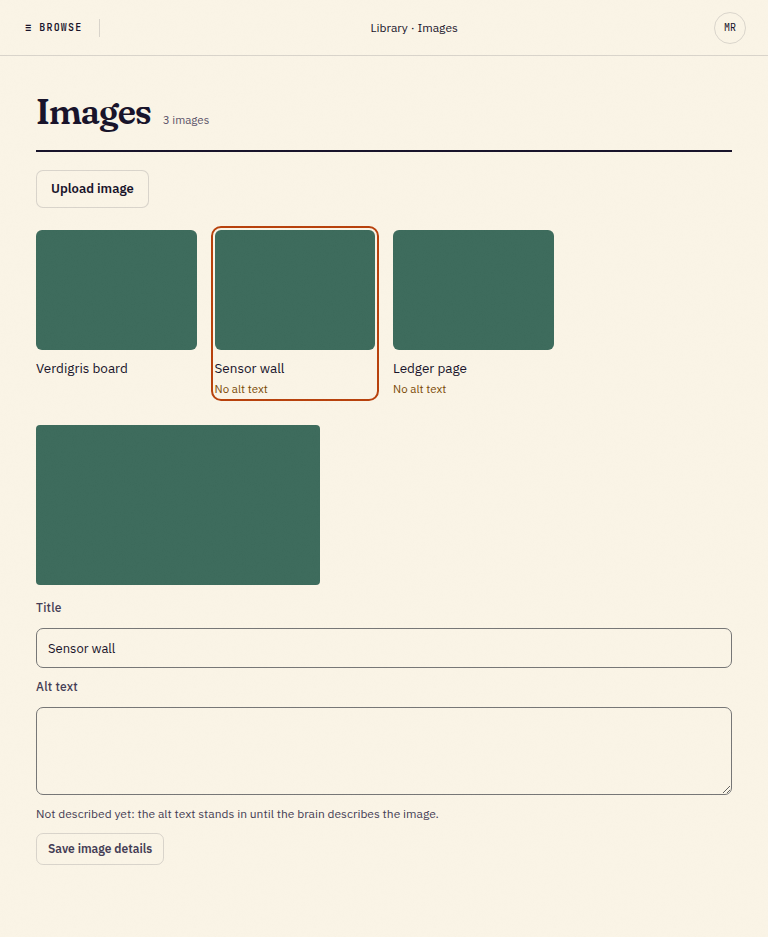 ≡ BROWSE
Library · Images
MR
Images
3 images
Upload image
Verdigris board
Sensor wall
No alt text
Ledger page
No alt text
Title
Sensor wall
Alt text
Not described yet: the alt text stands in until the brain describes the image.
Save image details